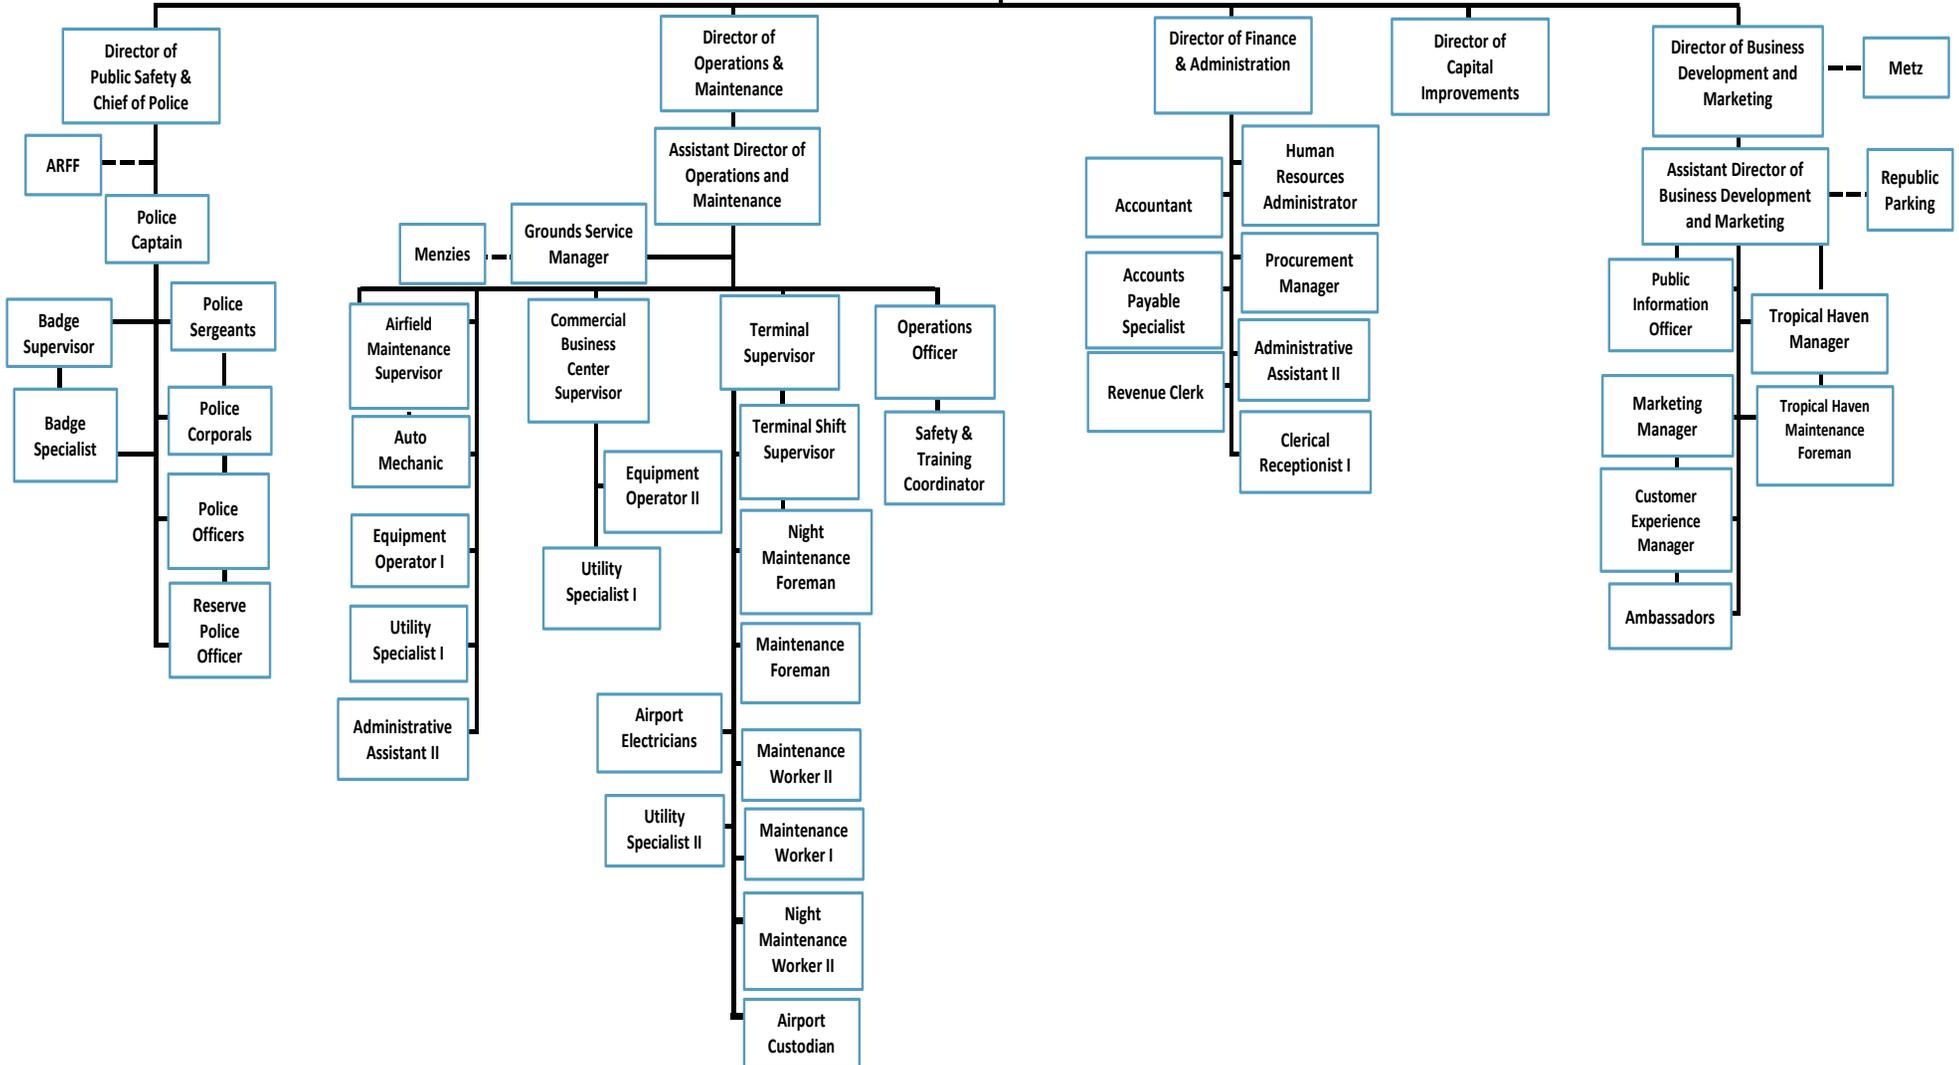 Director of
Public Safety &
Chief of Police
ARFF
Police
Captain
Badge
Supervisor
Police
Sergeants
Badge
Specialist
Police
Corporals
Police
Officers
Reserve
Police
Officer
Director of
Operations &
Maintenance
Assistant Director of
Operations and
Maintenance
Menzies
Grounds Service
Manager
Airfield
Maintenance
Supervisor
Auto
Mechanic
Equipment
Operator I
Utility
Specialist I
Administrative
Assistant II
Commercial
Business
Center
Supervisor
Equipment
Operator II
Utility
Specialist I
Terminal
Supervisor
Terminal Shift
Supervisor
Night
Maintenance
Foreman
Maintenance
Foreman
Airport
Electricians
Maintenance
Worker II
Utility
Specialist II
Maintenance
Worker I
Night
Maintenance
Worker II
Airport
Custodian
Operations
Officer
Safety &
Training
Coordinator
Director of Finance
& Administration
Human
Resources
Administrator
Accountant
Procurement
Manager
Accounts
Payable
Specialist
Administrative
Assistant II
Revenue Clerk
Clerical
Receptionist I
Director of
Capital
Improvements
Director of Business
Development and
Marketing
Metz
Assistant Director of
Business Development
and Marketing
Republic
Parking
Public
Information
Officer
Tropical Haven
Manager
Marketing
Manager
Tropical Haven
Maintenance
Foreman
Customer
Experience
Manager
Ambassadors